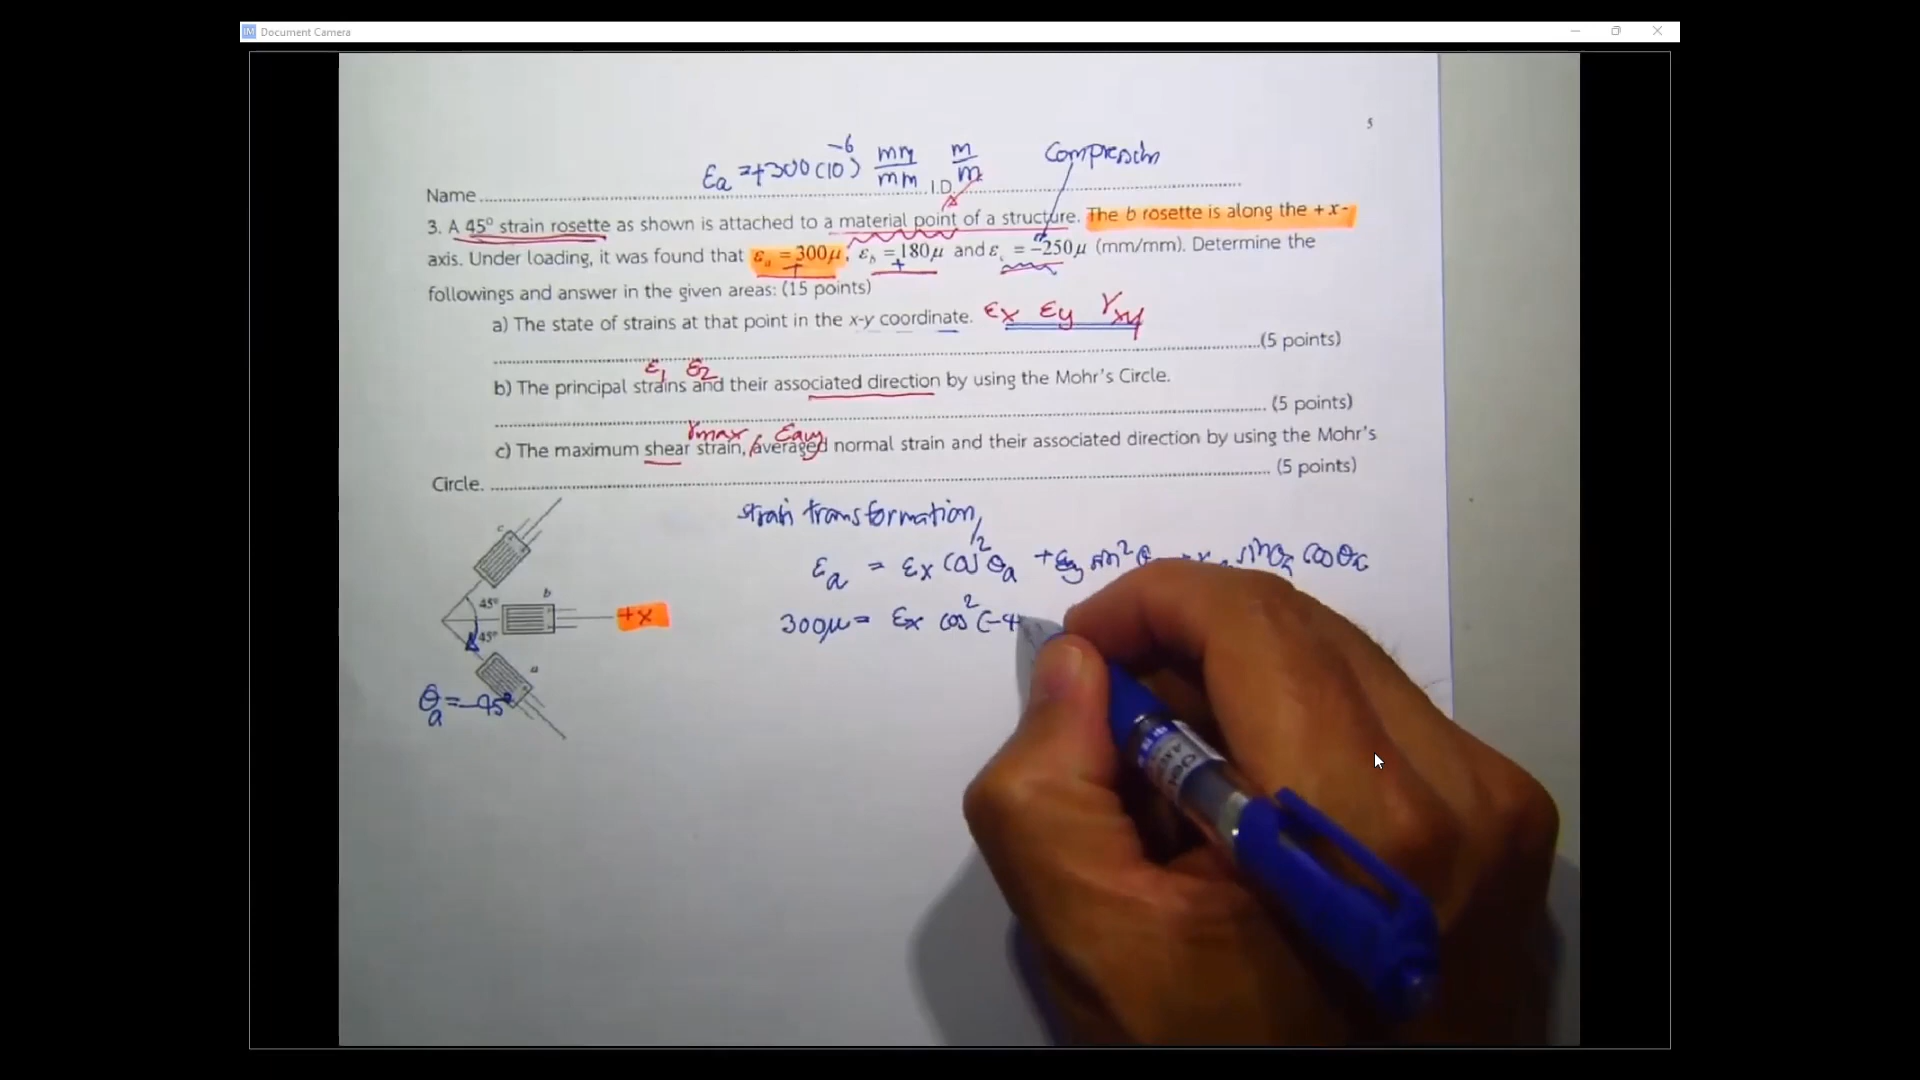 Document Camera
5
εa = +300(10)^-6 mm/mm m/m
Compression
Name I.D.
3. A 45° strain rosette as shown is attached to a material point of a structure. The b rosette is along the +x-
axis. Under loading, it was found that εa = 300μ, εb = 180μ and ε = -250μ (mm/mm). Determine the
+ +
followings and answer in the given areas: (15 points)
a) The state of strains at that point in the x-y coordinate. εx εy γxy
(5 points)
ε1 ε2
b) The principal strains and their associated direction by using the Mohr's Circle.
(5 points)
γmax, εavg
c) The maximum shear strain, averaged normal strain and their associated direction by using the Mohr's
Circle. (5 points)
strain transformation,
εa = εx cos²θa + εy sin²θ
300μ = εx cos²(-4
c
45°
b
+x
45°
a
θa = -45°